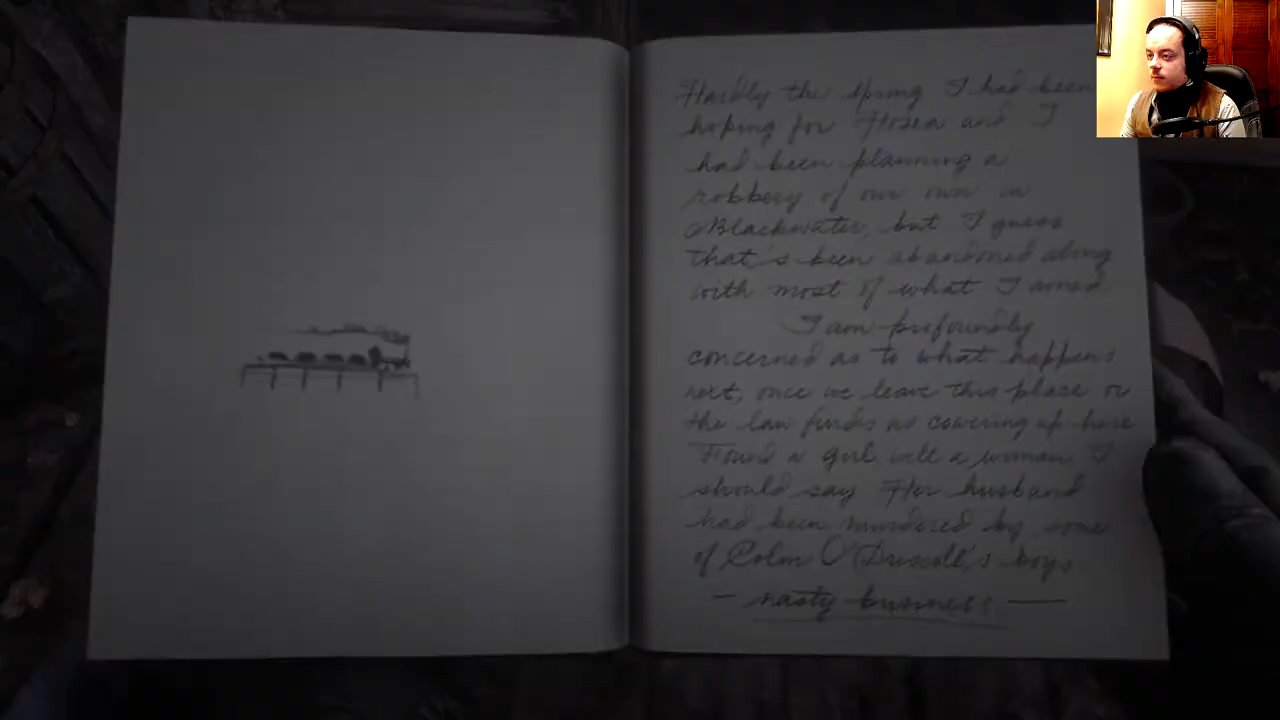 Hardly the spring I had been
hoping for Hosea and I
had been planning a
robbery of our own in
Blackwater, but I guess
that's been abandoned along
with most of what I owned.
I am profoundly
concerned as to what happens
next, once we leave this place or
the law finds us cowering up here
Found a girl, well a woman I
should say Her husband
had been murdered by some
of Colm O'Driscoll's boys
— nasty business —